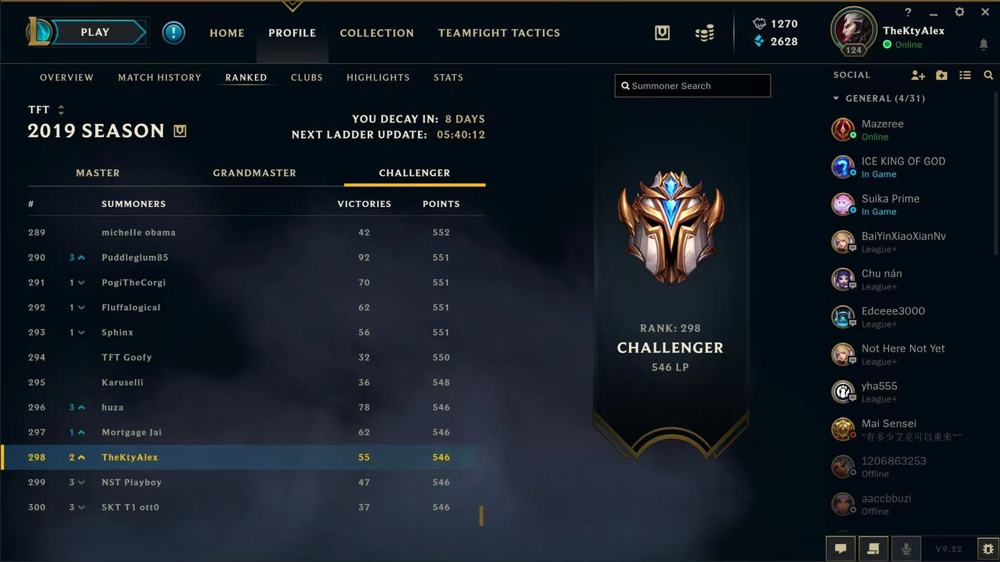 PLAY
HOME
PROFILE
COLLECTION
TEAMFIGHT TACTICS
1270
2628
124
TheKtyAlex
Online
OVERVIEW
MATCH HISTORY
RANKED
CLUBS
HIGHLIGHTS
STATS
Summoner Search
TFT
2019 SEASON
YOU DECAY IN: 8 DAYS
NEXT LADDER UPDATE: 05:40:12
MASTER
GRANDMASTER
CHALLENGER
# SUMMONERS VICTORIES POINTS
289 michelle obama 42 552
290 3 Puddleglum85 92 551
291 1 PogiTheCorgi 70 551
292 1 Fluffalogical 62 551
293 1 Sphinx 56 551
294 TFT Goofy 32 550
295 Karuselli 36 548
296 3 huza 78 546
297 1 Mortgage Jai 62 546
298 2 TheKtyAlex 55 546
299 3 NST Playboy 47 546
300 3 5KT T1 ott0 37 546
RANK: 298
CHALLENGER
546 LP
SOCIAL
GENERAL (4/31)
Mazeree
Online
ICE KING OF GOD
In Game
Suika Prime
In Game
BaiYinXiaoXianNv
League+
Chu nán
League+
Edceee3000
League+
Not Here Not Yet
League+
yha555
League+
Mai Sensei
“有多少艾克可以重来~”
1206863253
Offline
aaccbbuzi
Offline
V9.22